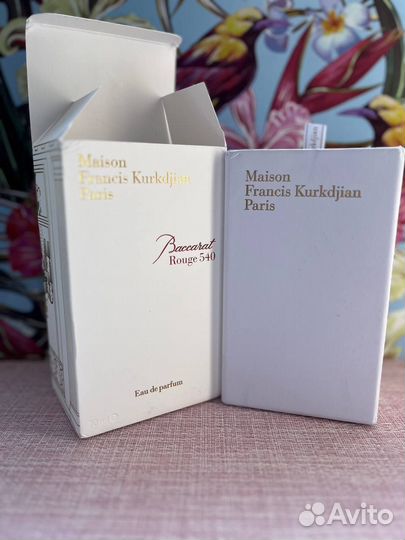 Maison
Francis Kurkdjian
Paris
Baccarat
Rouge 540
Eau de parfum
Maison
Francis Kurkdjian
Paris
Avito